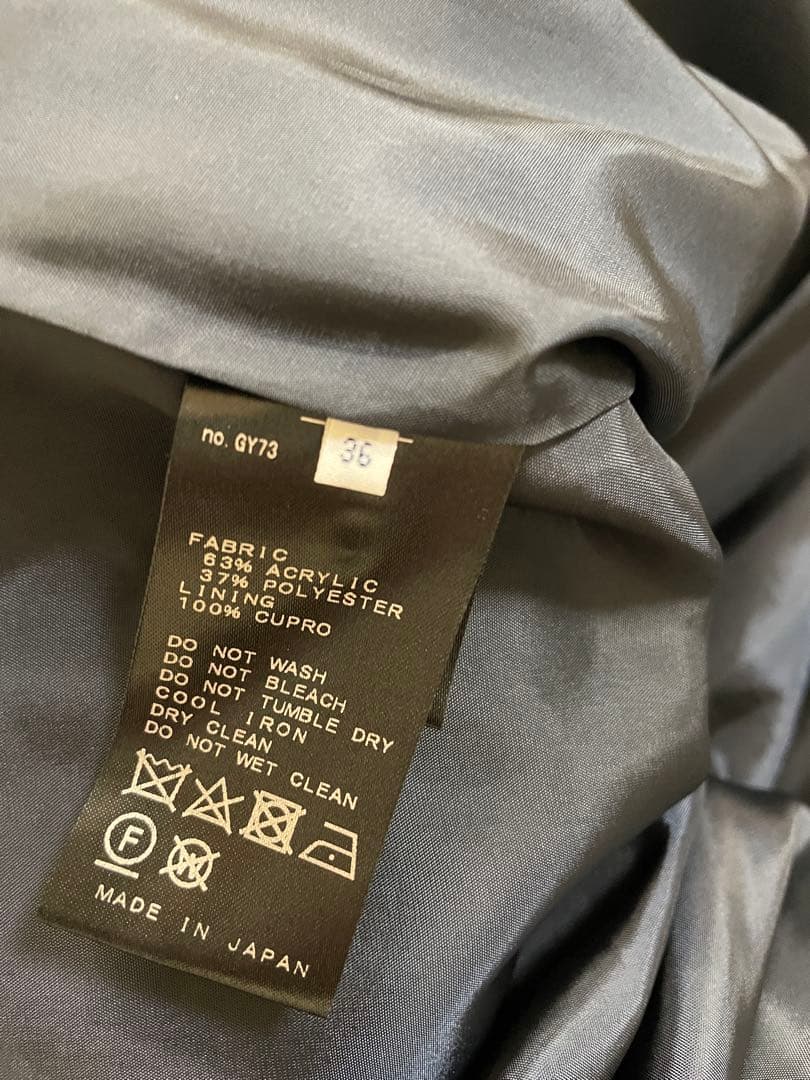 no. GY73
36
FABRIC
63% ACRYLIC
37% POLYESTER
LINING
100% CUPRO
DO NOT WASH
DO NOT BLEACH
DO NOT TUMBLE DRY
COOL IRON
DRY CLEAN
DO NOT WET CLEAN
F
W
MADE IN JAPAN